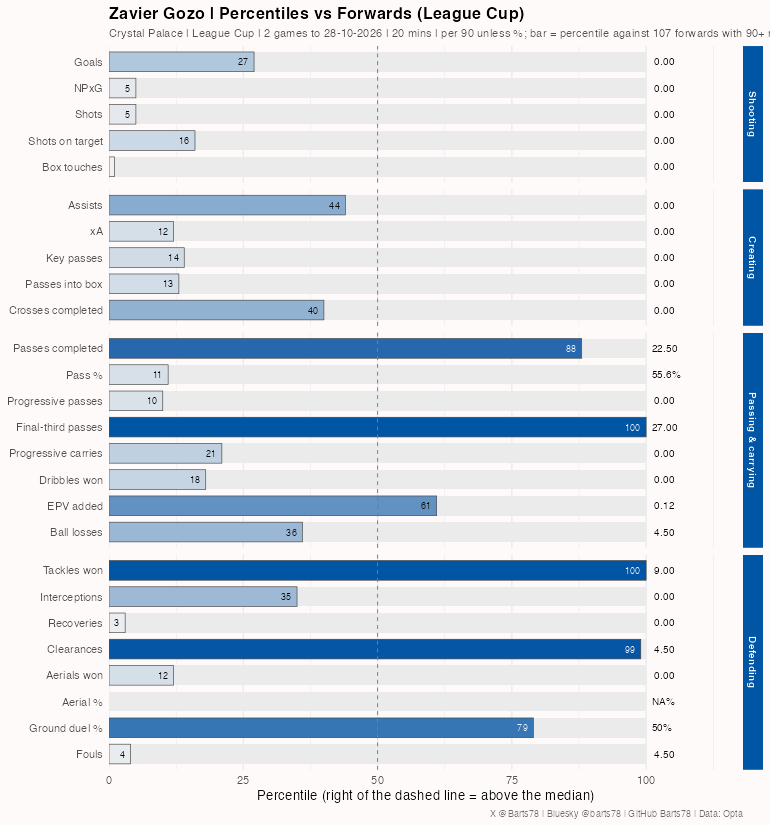 Zavier Gozo | Percentiles vs Forwards (League Cup)
Crystal Palace | League Cup | 2 games to 28-10-2026 | 20 mins | per 90 unless %; bar = percentile against 107 forwards with 90+
Goals 27 0.00
NPxG 5 0.00
Shots 5 0.00
Shots on target 16 0.00
Box touches 0.00
Shooting
Assists 44 0.00
xA 12 0.00
Key passes 14 0.00
Passes into box 13 0.00
Crosses completed 40 0.00
Creating
Passes completed 88 22.50
Pass % 11 55.6%
Progressive passes 10 0.00
Final-third passes 100 27.00
Progressive carries 21 0.00
Dribbles won 18 0.00
EPV added 61 0.12
Ball losses 36 4.50
Passing & carrying
Tackles won 100 9.00
Interceptions 35 0.00
Recoveries 3 0.00
Clearances 99 4.50
Aerials won 12 0.00
Aerial % NA%
Ground duel % 79 50%
Fouls 4 4.50
Defending
0 25 50 75 100
Percentile (right of the dashed line = above the median)
X @Barts78 | Bluesky @barts78 | GitHub Barts78 | Data: Opta